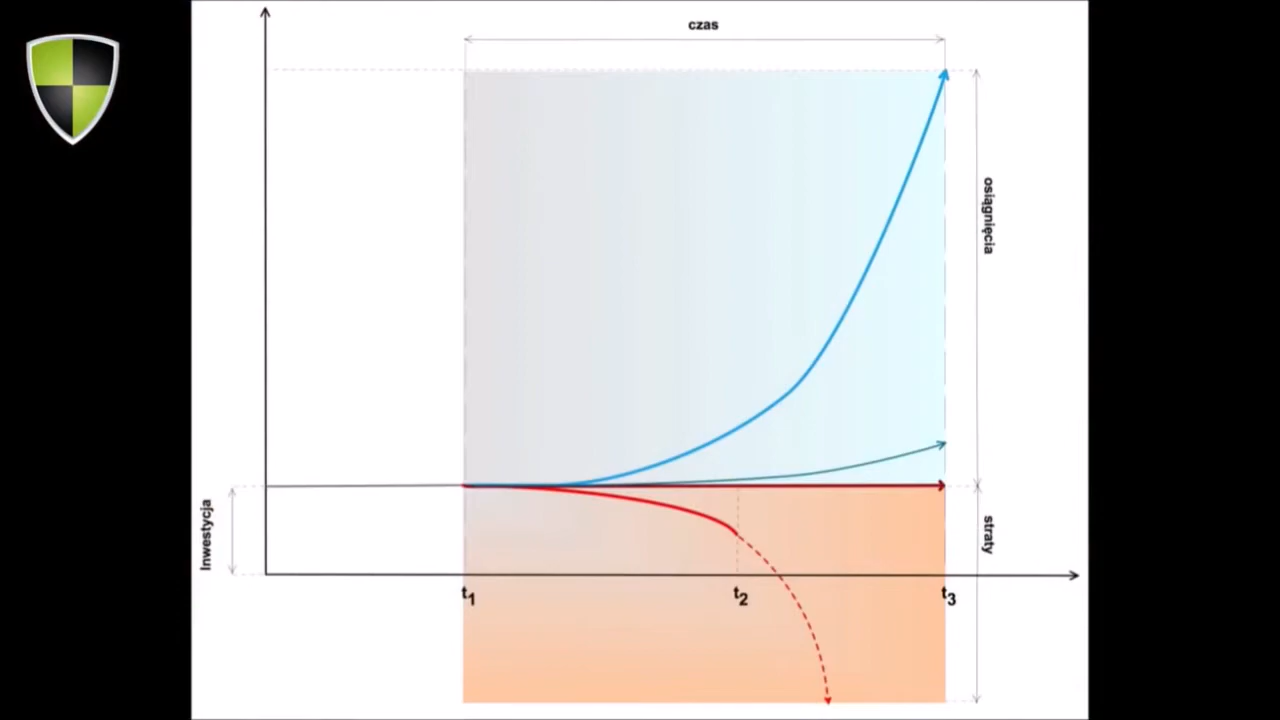 czas
osiągnięcia
Inwestycja
straty
t1
t2
t3